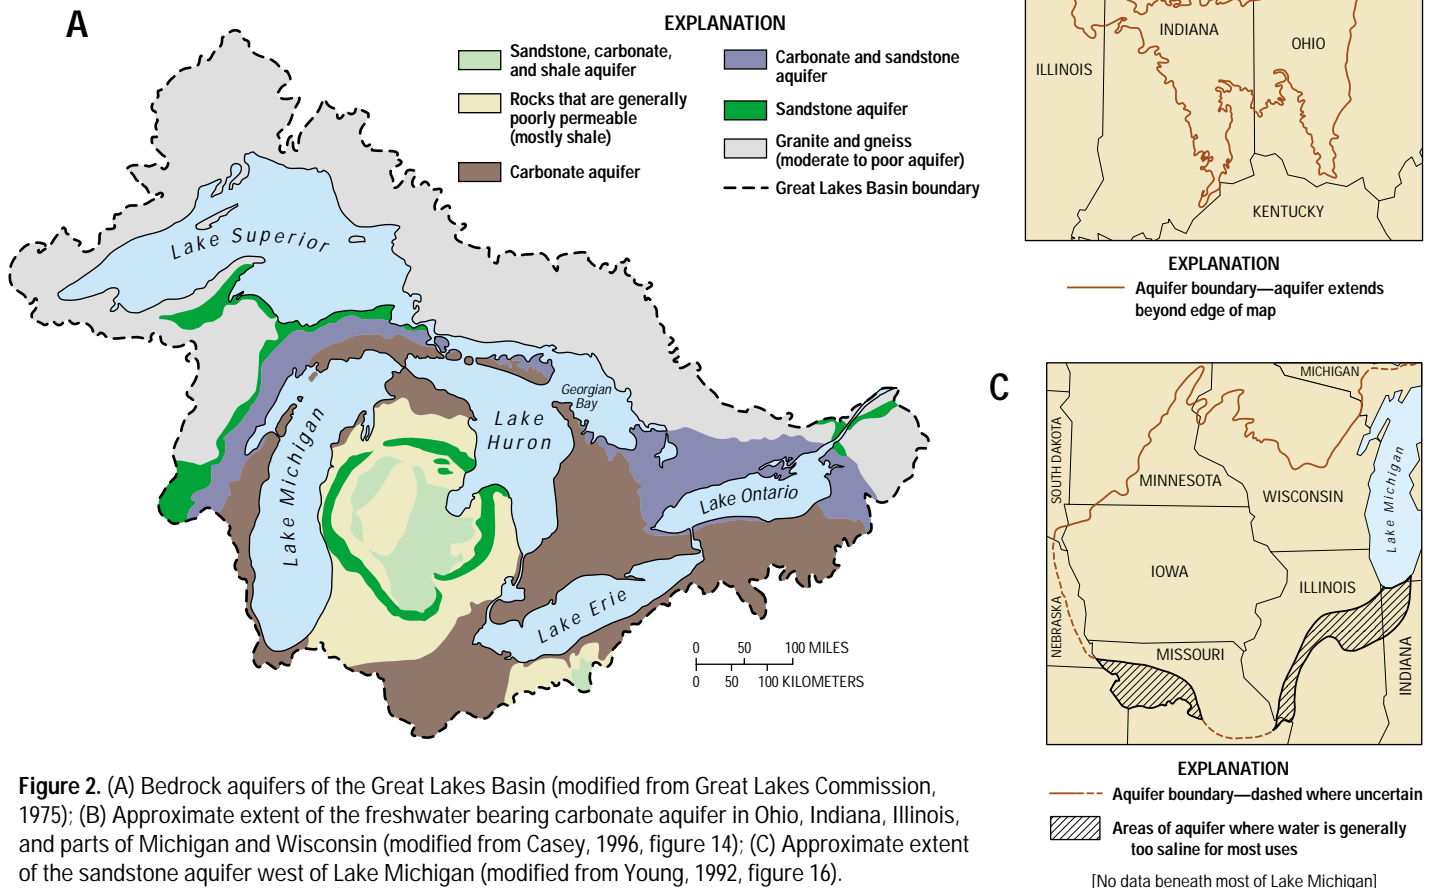 A
EXPLANATION
Sandstone, carbonate,
and shale aquifer
Rocks that are generally
poorly permeable
(mostly shale)
Carbonate aquifer
Carbonate and sandstone
aquifer
Sandstone aquifer
Granite and gneiss
(moderate to poor aquifer)
Great Lakes Basin boundary
Lake Superior
Georgian
Bay
Lake
Huron
Lake Michigan
Lake Ontario
Lake Erie
0 50 100 MILES
0 50 100 KILOMETERS
INDIANA
OHIO
ILLINOIS
KENTUCKY
EXPLANATION
Aquifer boundary—aquifer extends
beyond edge of map
C
MICHIGAN
SOUTH DAKOTA
MINNESOTA
WISCONSIN
Lake Michigan
IOWA
ILLINOIS
NEBRASKA
MISSOURI
INDIANA
EXPLANATION
Aquifer boundary—dashed where uncertain
Areas of aquifer where water is generally
too saline for most uses
[No data beneath most of Lake Michigan]
Figure 2. (A) Bedrock aquifers of the Great Lakes Basin (modified from Great Lakes Commission,
1975); (B) Approximate extent of the freshwater bearing carbonate aquifer in Ohio, Indiana, Illinois,
and parts of Michigan and Wisconsin (modified from Casey, 1996, figure 14); (C) Approximate extent
of the sandstone aquifer west of Lake Michigan (modified from Young, 1992, figure 16).